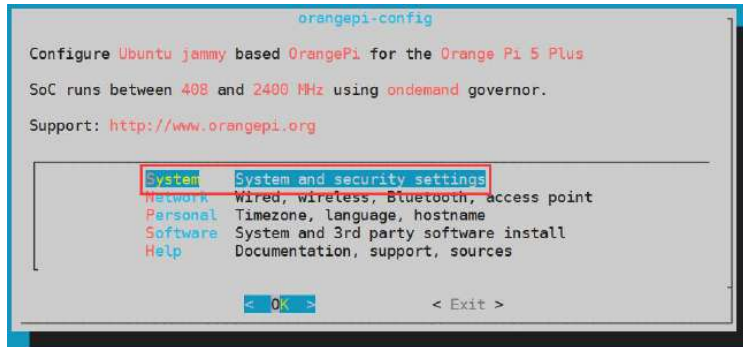 orangepi-config
Configure Ubuntu jammy based OrangePi for the Orange Pi 5 Plus
SoC runs between 408 and 2400 MHz using ondemand governor.
Support: http://www.orangepi.org
System System and security settings
Network Wired, wireless, Bluetooth, access point
Personal Timezone, language, hostname
Software System and 3rd party software install
Help Documentation, support, sources
< OK > < Exit >